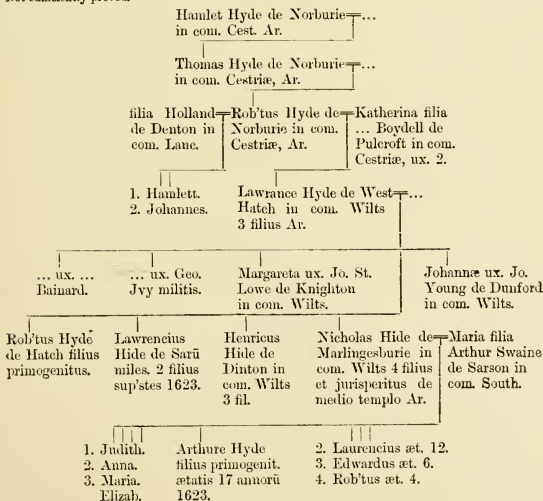 Not sufficiently proved.
Hamlet Hyde de Norburie=...
in com. Cest. Ar.
Thomas Hyde de Norburie=...
in com. Cestriæ, Ar.
filia Holland=Rob'tus Hyde de=Katherina filia
de Denton in Norburie in com. ... Boydell de
com. Lanc. Cestriæ, Ar. Pulcroft in com.
Cestriæ, ux. 2.
1. Hamlett. Lawrance Hyde de West=...
2. Johannes. Hatch in com. Wilts
3 filius Ar.
... ux. ... ... ux. Geo. Margareta ux. Jo. St. Johannæ ux. Jo.
Bainard. Jvy militis. Lowe de Knighton Young de Dunford
in com. Wilts. in com. Wilts.
Rob'tus Hyde Lawrencius Henricus Nicholas Hide de=Maria filia
de Hatch filius Hide de Sarū Hide de Marlingesburie in Arthur Swaine
primogenitus. miles. 2 filius Dinton in com. Wilts 4 filius de Sarson in
sup'stes 1623. com. Wilts et jurisperitus de com. South.
3 fil. medio templo Ar.
1. Judith. Arthure Hyde 2. Laurencius æt. 12.
2. Anna. filius primogenit. 3. Edwardus æt. 6.
3. Maria. ætatis 17 annorū 4. Rob'tus æt. 4.
Elizab. 1623.